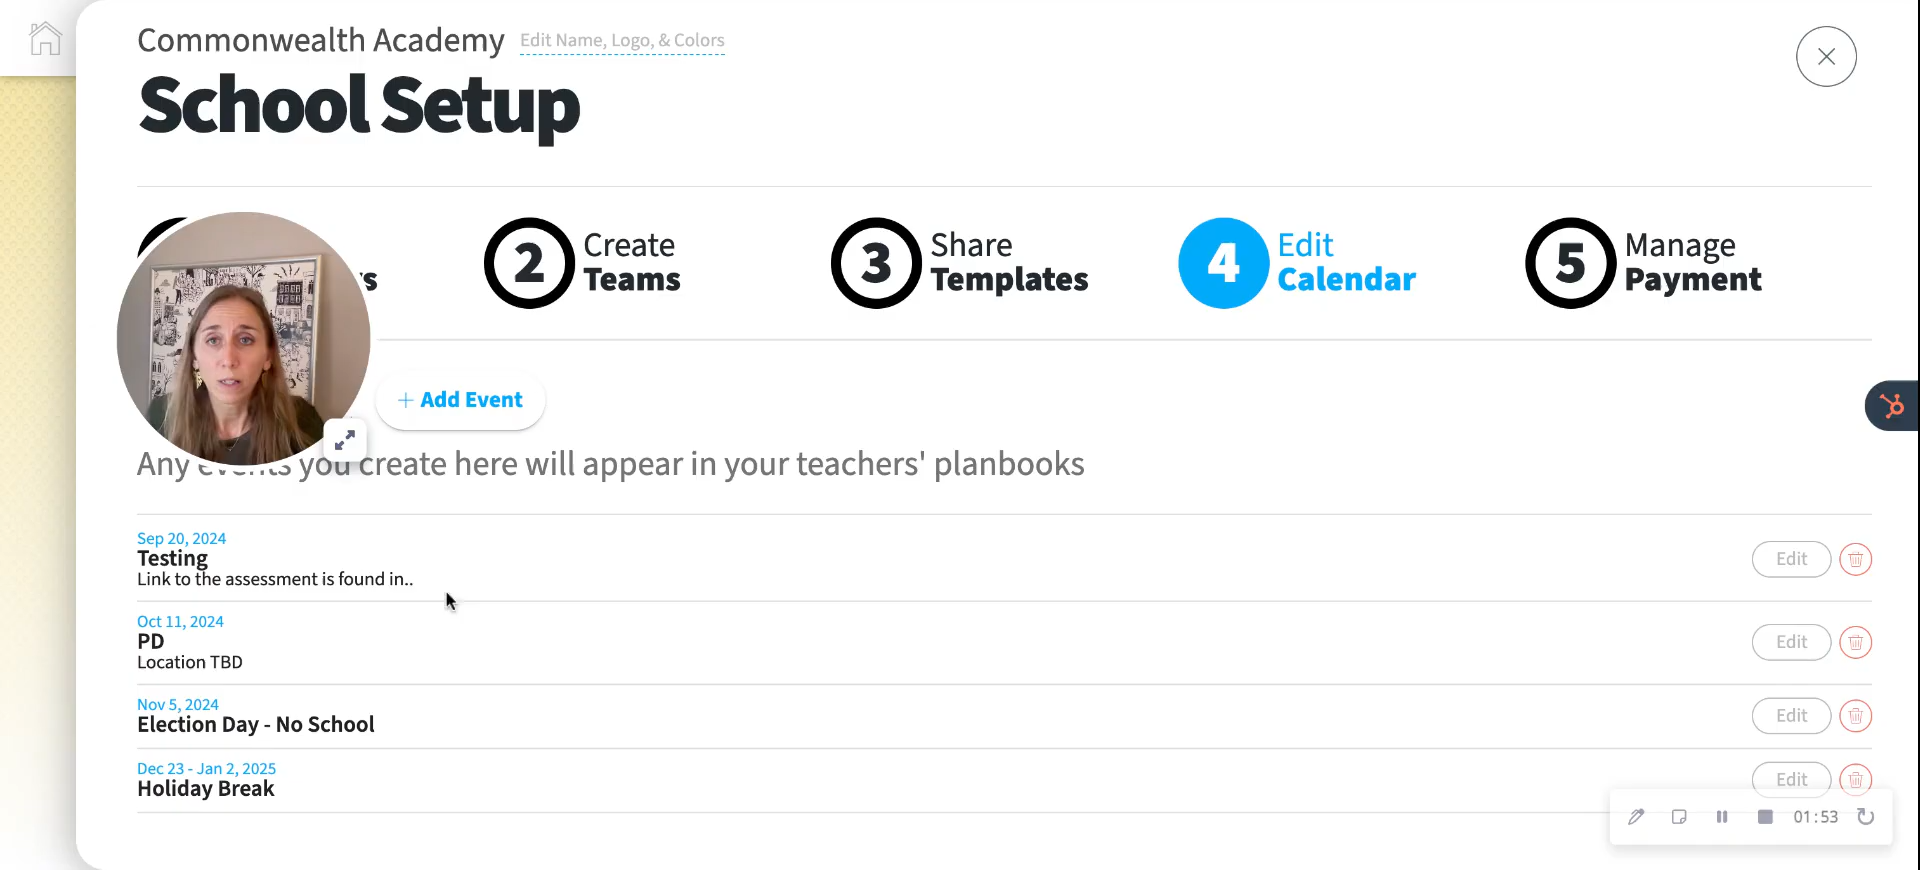 Commonwealth Academy Edit Name, Logo, & Colors
School Setup
2 Create Teams
3 Share Templates
4 Edit Calendar
5 Manage Payment
+ Add Event
Any events you create here will appear in your teachers' planbooks
Sep 20, 2024
Testing
Link to the assessment is found in..
Edit
Oct 11, 2024
PD
Location TBD
Edit
Nov 5, 2024
Election Day - No School
Edit
Dec 23 - Jan 2, 2025
Holiday Break
Edit
01:53